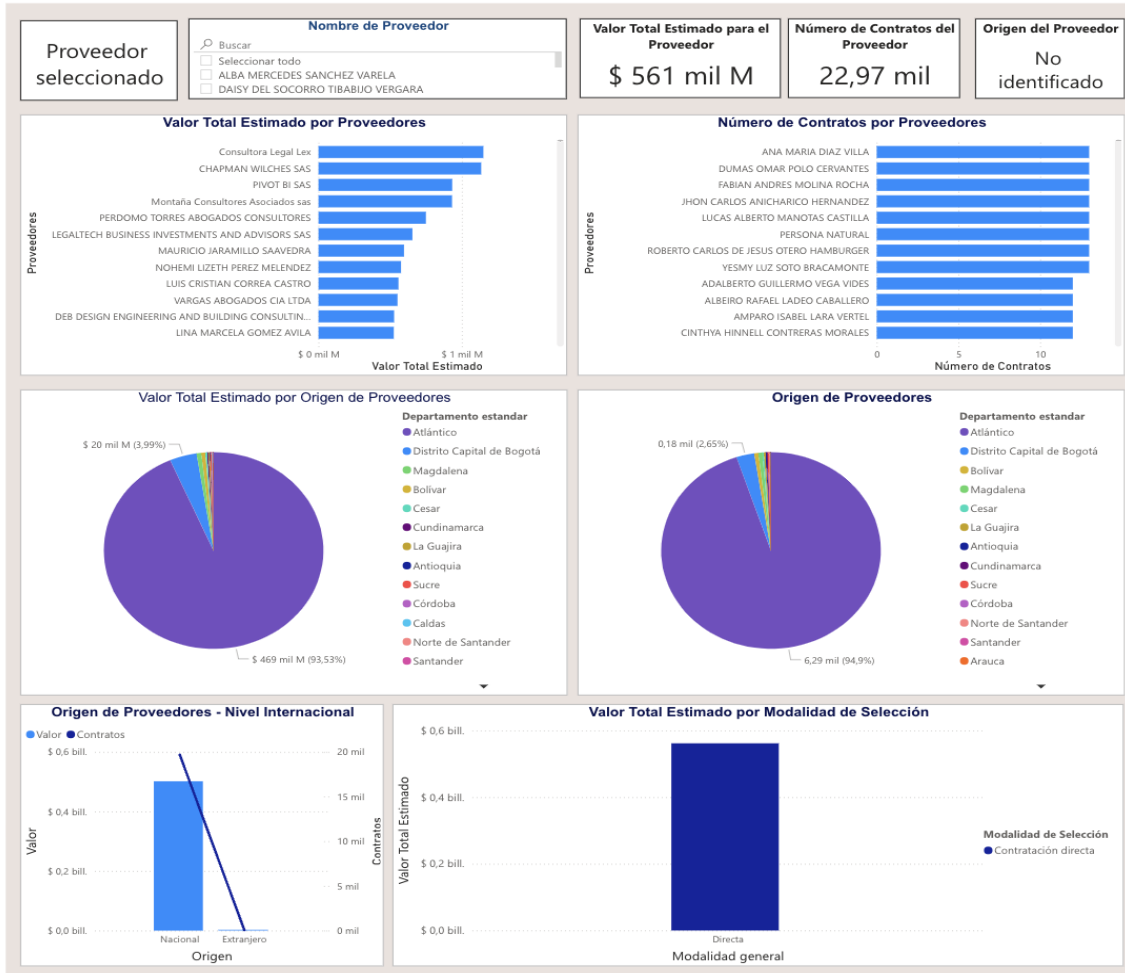 Proveedor
seleccionado
Nombre de Proveedor
Buscar
Seleccionar todo
ALBA MERCEDES SANCHEZ VARELA
DAISY DEL SOCORRO TIBABIJO VERGARA
Valor Total Estimado para el
Proveedor
$ 561 mil M
Número de Contratos del
Proveedor
22,97 mil
Origen del Proveedor
No
identificado
Valor Total Estimado por Proveedores
Proveedores
Consultora Legal Lex
CHAPMAN WILCHES SAS
PIVOT BI SAS
Montaña Consultores Asociados sas
PERDOMO TORRES ABOGADOS CONSULTORES
LEGALTECH BUSINESS INVESTMENTS AND ADVISORS SAS
MAURICIO JARAMILLO SAAVEDRA
NOHEMI LIZETH PEREZ MELENDEZ
LUIS CRISTIAN CORREA CASTRO
VARGAS ABOGADOS CIA LTDA
DEB DESIGN ENGINEERING AND BUILDING CONSULTIN...
LINA MARCELA GOMEZ AVILA
$ 0 mil M $ 1 mil M
Valor Total Estimado
Número de Contratos por Proveedores
Proveedores
ANA MARIA DIAZ VILLA
DUMAS OMAR POLO CERVANTES
FABIAN ANDRES MOLINA ROCHA
JHON CARLOS ANICHARICO HERNANDEZ
LUCAS ALBERTO MANOTAS CASTILLA
PERSONA NATURAL
ROBERTO CARLOS DE JESUS OTERO HAMBURGER
YESMY LUZ SOTO BRACAMONTE
ADALBERTO GUILLERMO VEGA VIDES
ALBEIRO RAFAEL LADEO CABALLERO
AMPARO ISABEL LARA VERTEL
CINTHYA HINNELL CONTRERAS MORALES
0 5 10
Número de Contratos
Valor Total Estimado por Origen de Proveedores
$ 20 mil M (3,99%)
$ 469 mil M (93,53%)
Departamento estandar
Atlántico
Distrito Capital de Bogotá
Magdalena
Bolívar
Cesar
Cundinamarca
La Guajira
Antioquia
Sucre
Córdoba
Caldas
Norte de Santander
Santander
Origen de Proveedores
0,18 mil (2,65%)
6,29 mil (94,9%)
Departamento estandar
Atlántico
Distrito Capital de Bogotá
Bolívar
Magdalena
Cesar
La Guajira
Antioquia
Cundinamarca
Sucre
Córdoba
Norte de Santander
Santander
Arauca
Origen de Proveedores - Nivel Internacional
Valor Contratos
Valor
$ 0,6 bill.
$ 0,4 bill.
$ 0,2 bill.
$ 0,0 bill.
20 mil
15 mil
10 mil
5 mil
0 mil
Contratos
Nacional Extranjero
Origen
Valor Total Estimado por Modalidad de Selección
Valor Total Estimado
$ 0,6 bill.
$ 0,4 bill.
$ 0,2 bill.
$ 0,0 bill.
Directa
Modalidad general
Modalidad de Selección
Contratación directa